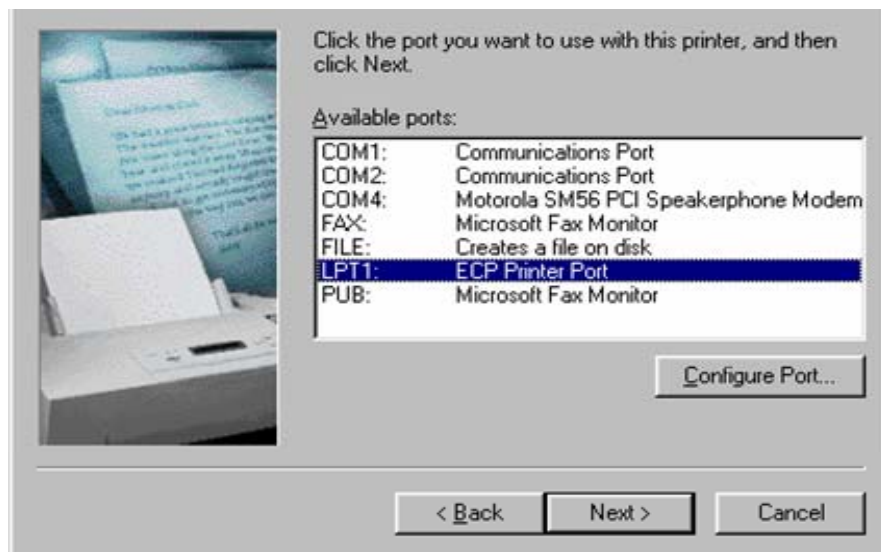 Click the port you want to use with this printer, and then
click Next.
Available ports:
COM1: Communications Port
COM2: Communications Port
COM4: Motorola SM56 PCI Speakerphone Modem
FAX: Microsoft Fax Monitor
FILE: Creates a file on disk
LPT1: ECP Printer Port
PUB: Microsoft Fax Monitor
Configure Port...
< Back
Next >
Cancel